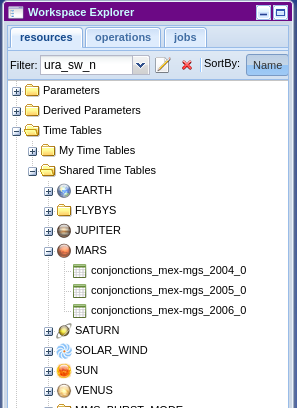 Workspace Explorer
resources operations jobs
Filter: ura_sw_n SortBy: Name
Parameters
Derived Parameters
Time Tables
My Time Tables
Shared Time Tables
EARTH
FLYBYS
JUPITER
MARS
conjonctions_mex-mgs_2004_0
conjonctions_mex-mgs_2005_0
conjonctions_mex-mgs_2006_0
SATURN
SOLAR_WIND
SUN
VENUS
MMS_BURST_MODE